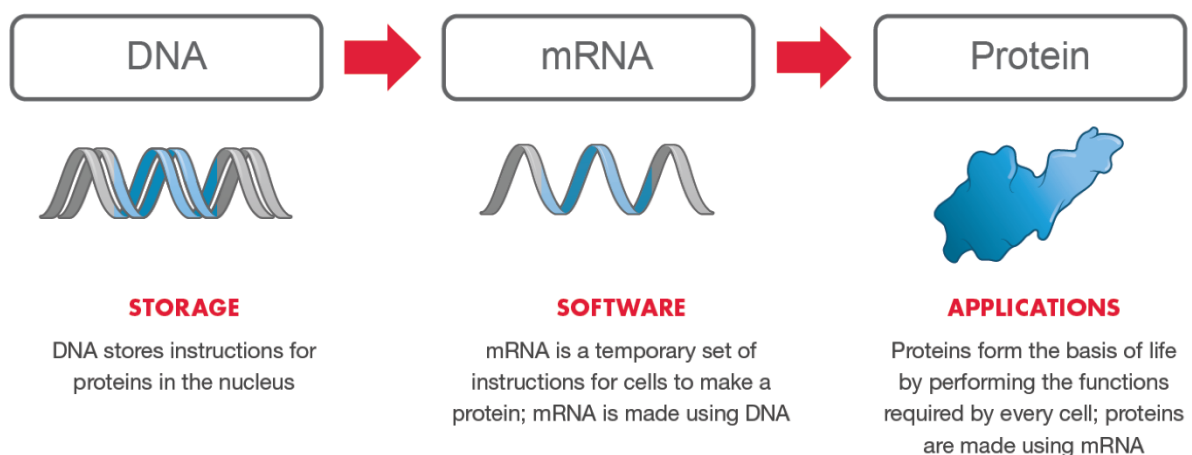 DNA
mRNA
Protein
STORAGE
DNA stores instructions for
proteins in the nucleus
SOFTWARE
mRNA is a temporary set of
instructions for cells to make a
protein; mRNA is made using DNA
APPLICATIONS
Proteins form the basis of life
by performing the functions
required by every cell; proteins
are made using mRNA